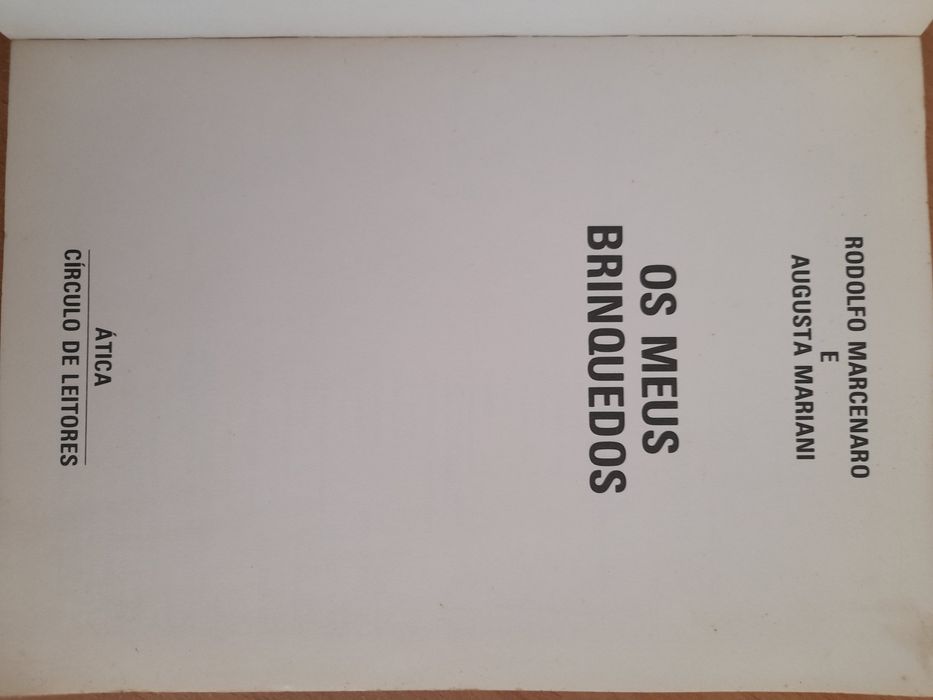 RODOLFO MARCENARO
E
AUGUSTA MARIANI
OS MEUS
BRINQUEDOS
ÁTICA
CÍRCULO DE LEITORES